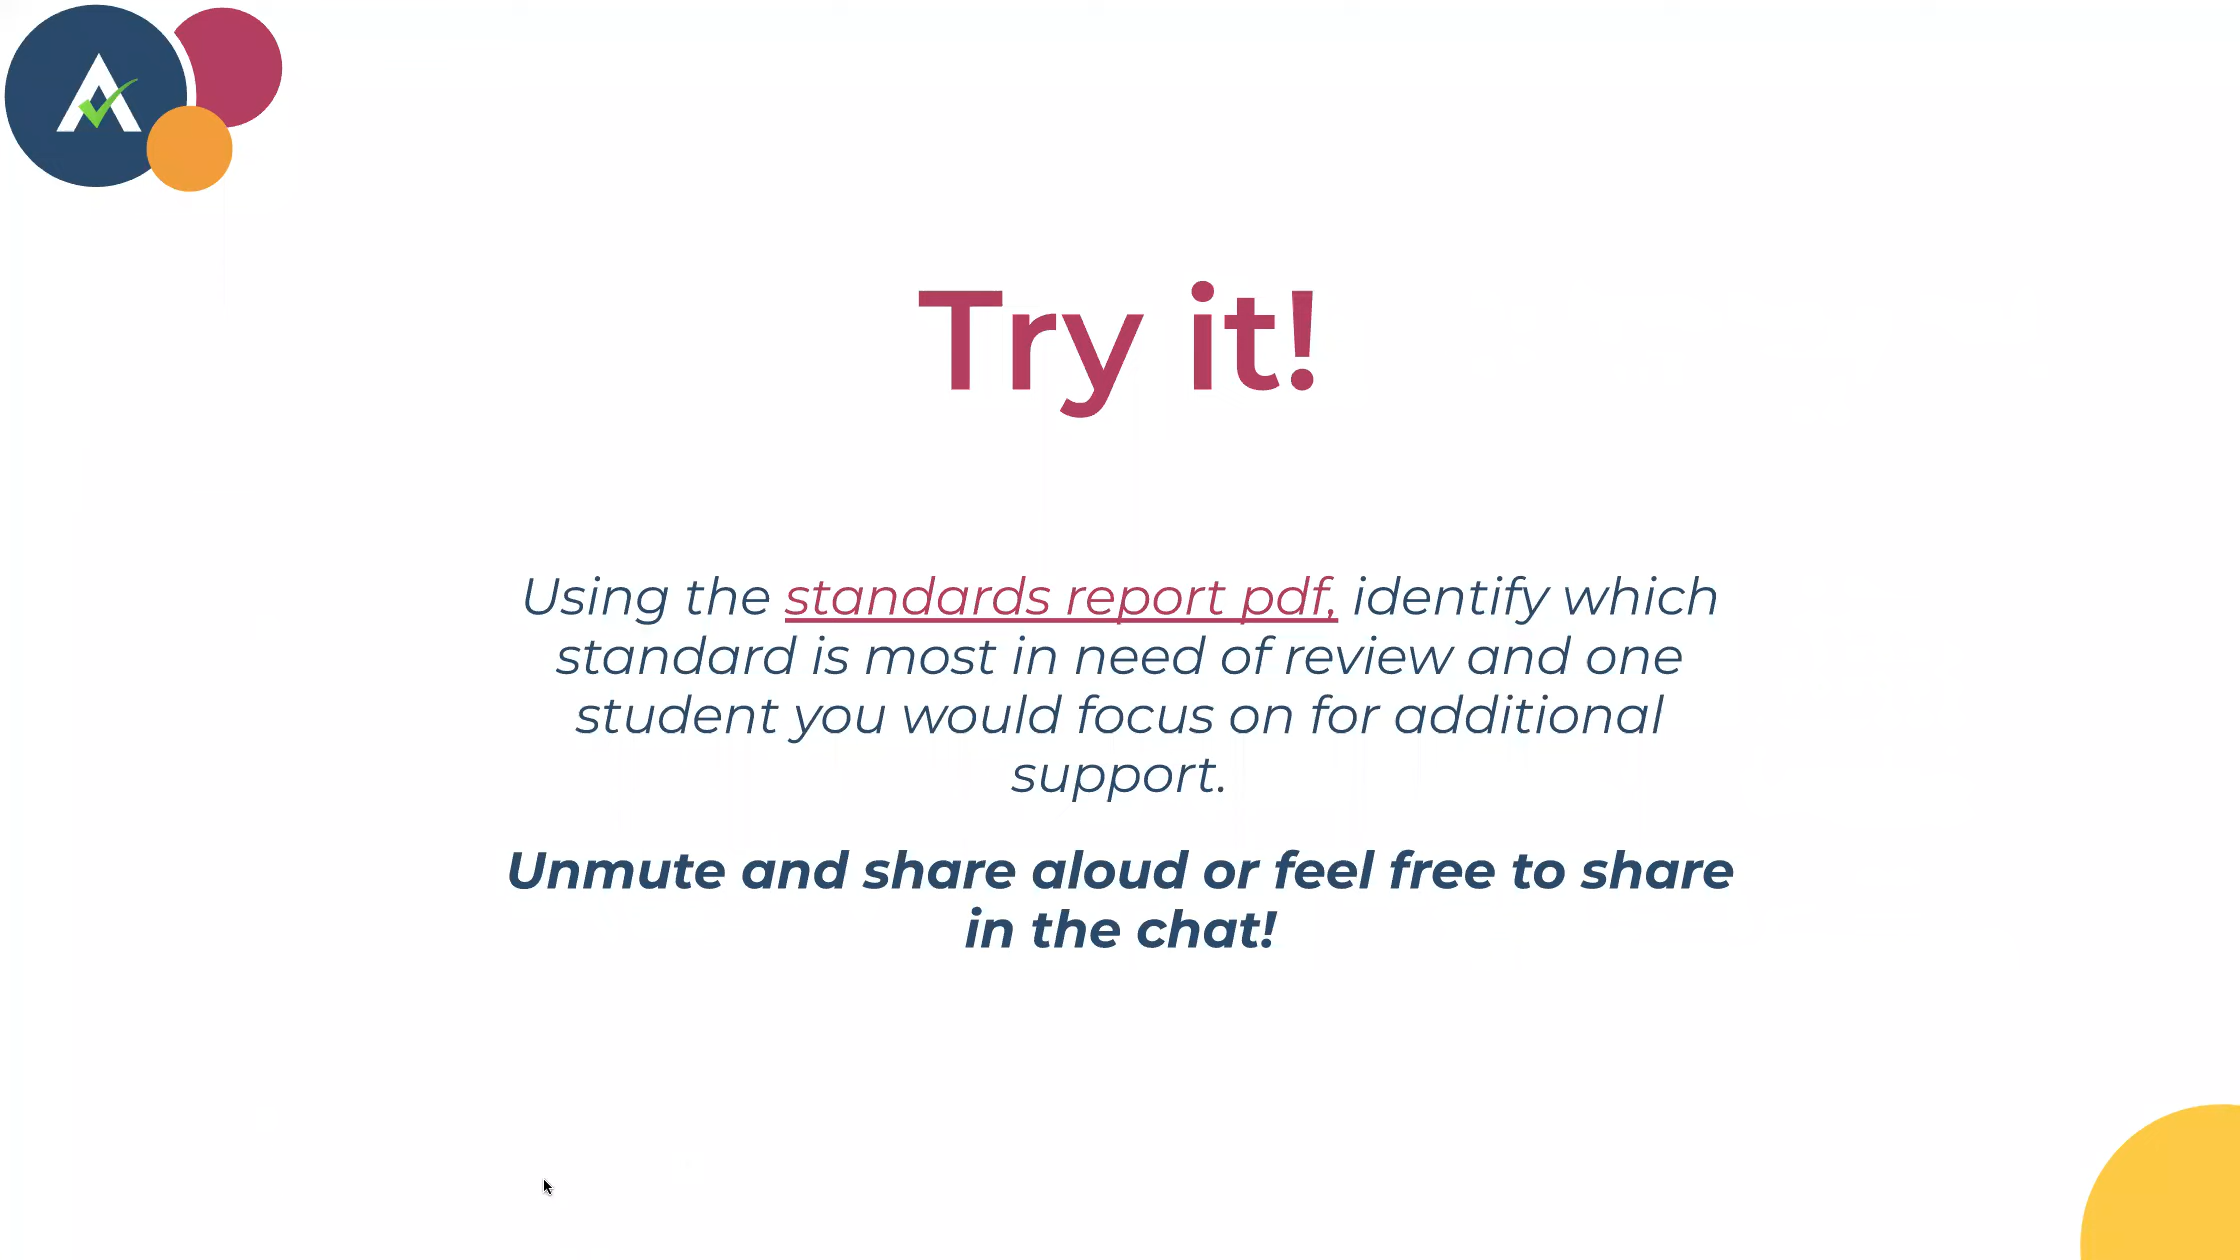 Try it!
Using the standards report pdf, identify which
standard is most in need of review and one
student you would focus on for additional
support.
Unmute and share aloud or feel free to share
in the chat!